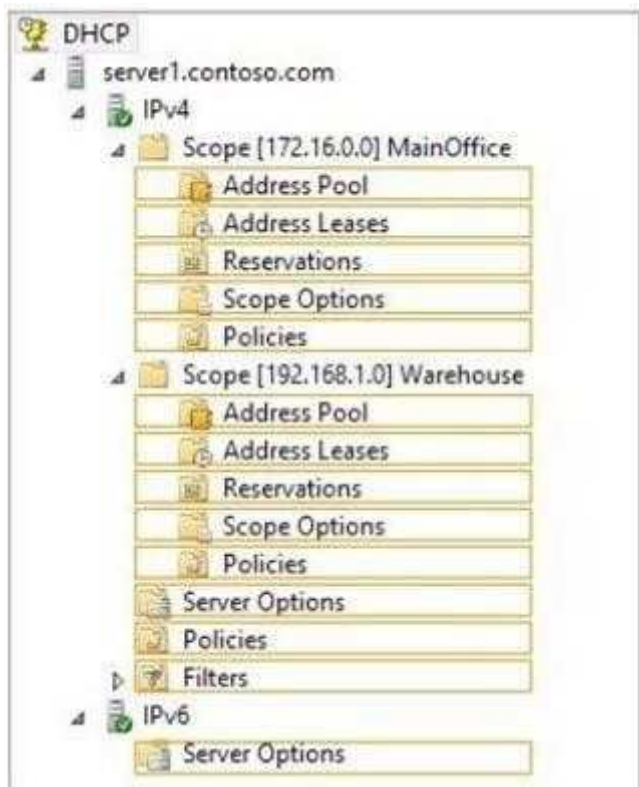 DHCP
server1.contoso.com
IPv4
Scope [172.16.0.0] MainOffice
Address Pool
Address Leases
Reservations
Scope Options
Policies
Scope [192.168.1.0] Warehouse
Address Pool
Address Leases
Reservations
Scope Options
Policies
Server Options
Policies
Filters
IPv6
Server Options